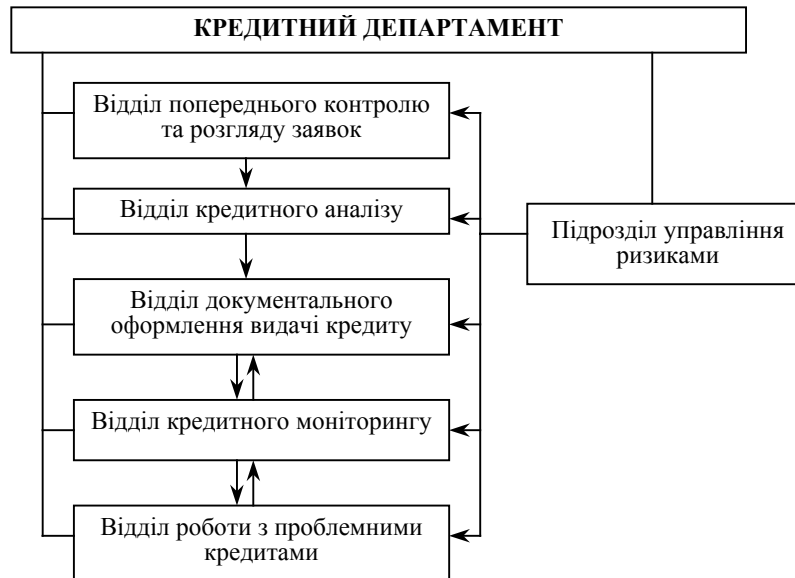 КРЕДИТНИЙ ДЕПАРТАМЕНТ
Відділ попереднього контролю
та розгляду заявок
Відділ кредитного аналізу
Підрозділ управління
ризиками
Відділ документального
оформлення видачі кредиту
Відділ кредитного моніторингу
Відділ роботи з проблемними
кредитами